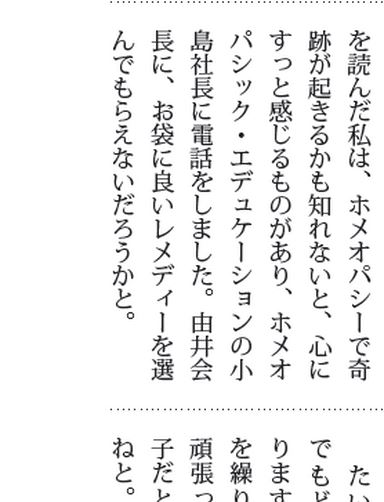 を読んだ私は、ホメオパシーで奇
跡が起きるかも知れないと、心に
すっと感じるものがあり、ホメオ
パシック・エデュケーションの小
島社長に電話をしました。由井会
長に、お袋に良いレメディーを選
んでもらえないだろうかと。
たい
でもど
ります
を繰り
頑張っ
子だと
ねと。